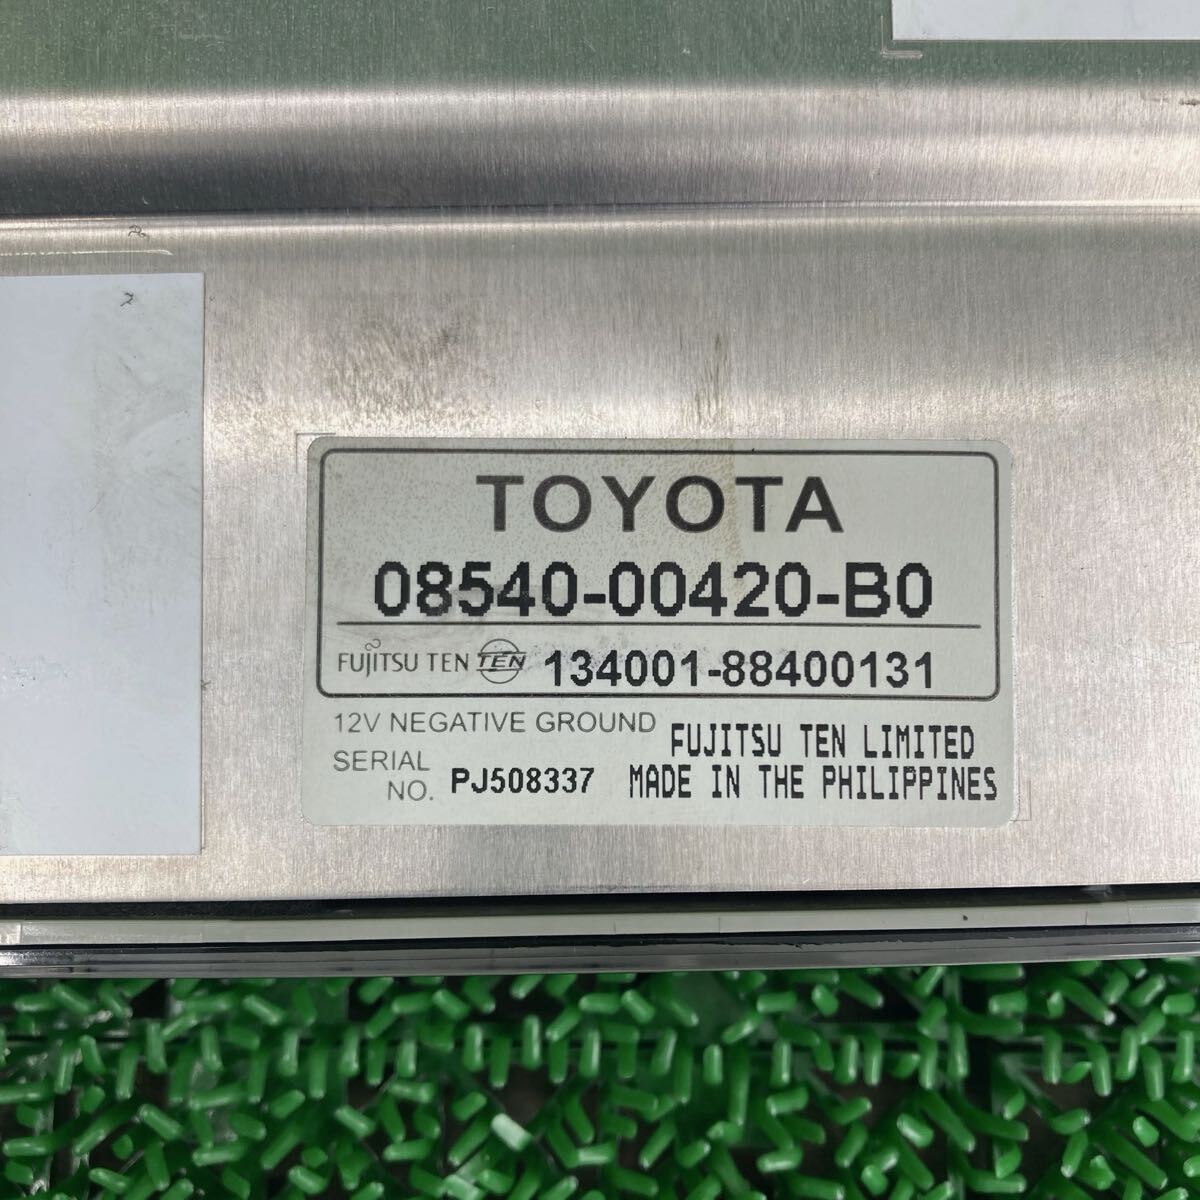 TOYOTA
08540-00420-B0
FUJITSU TEN TEN 134001-88400131
12V NEGATIVE GROUND
SERIAL NO. PJ508337
FUJITSU TEN LIMITED
MADE IN THE PHILIPPINES